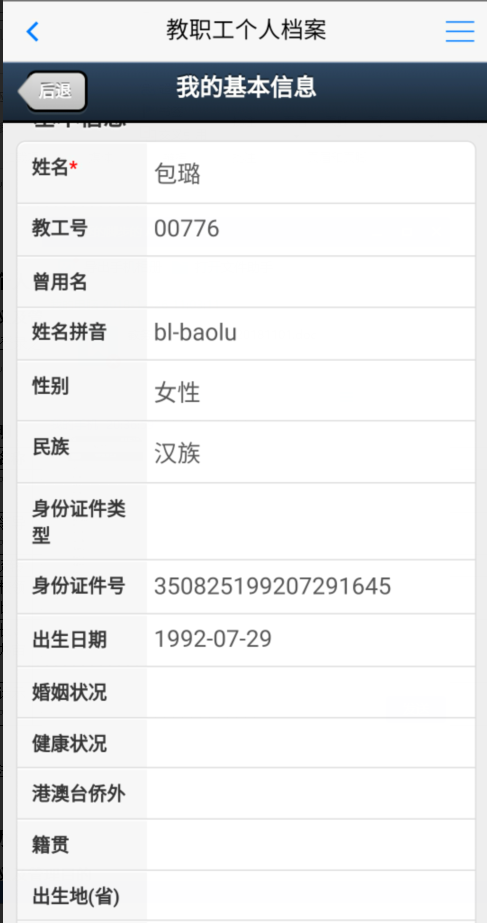 教职工个人档案
后退
我的基本信息
基本信息
姓名*
包璐
教工号
00776
曾用名
姓名拼音
bl-baolu
性别
女性
民族
汉族
身份证件类
型
身份证件号
350825199207291645
出生日期
1992-07-29
婚姻状况
健康状况
港澳台侨外
籍贯
出生地(省)